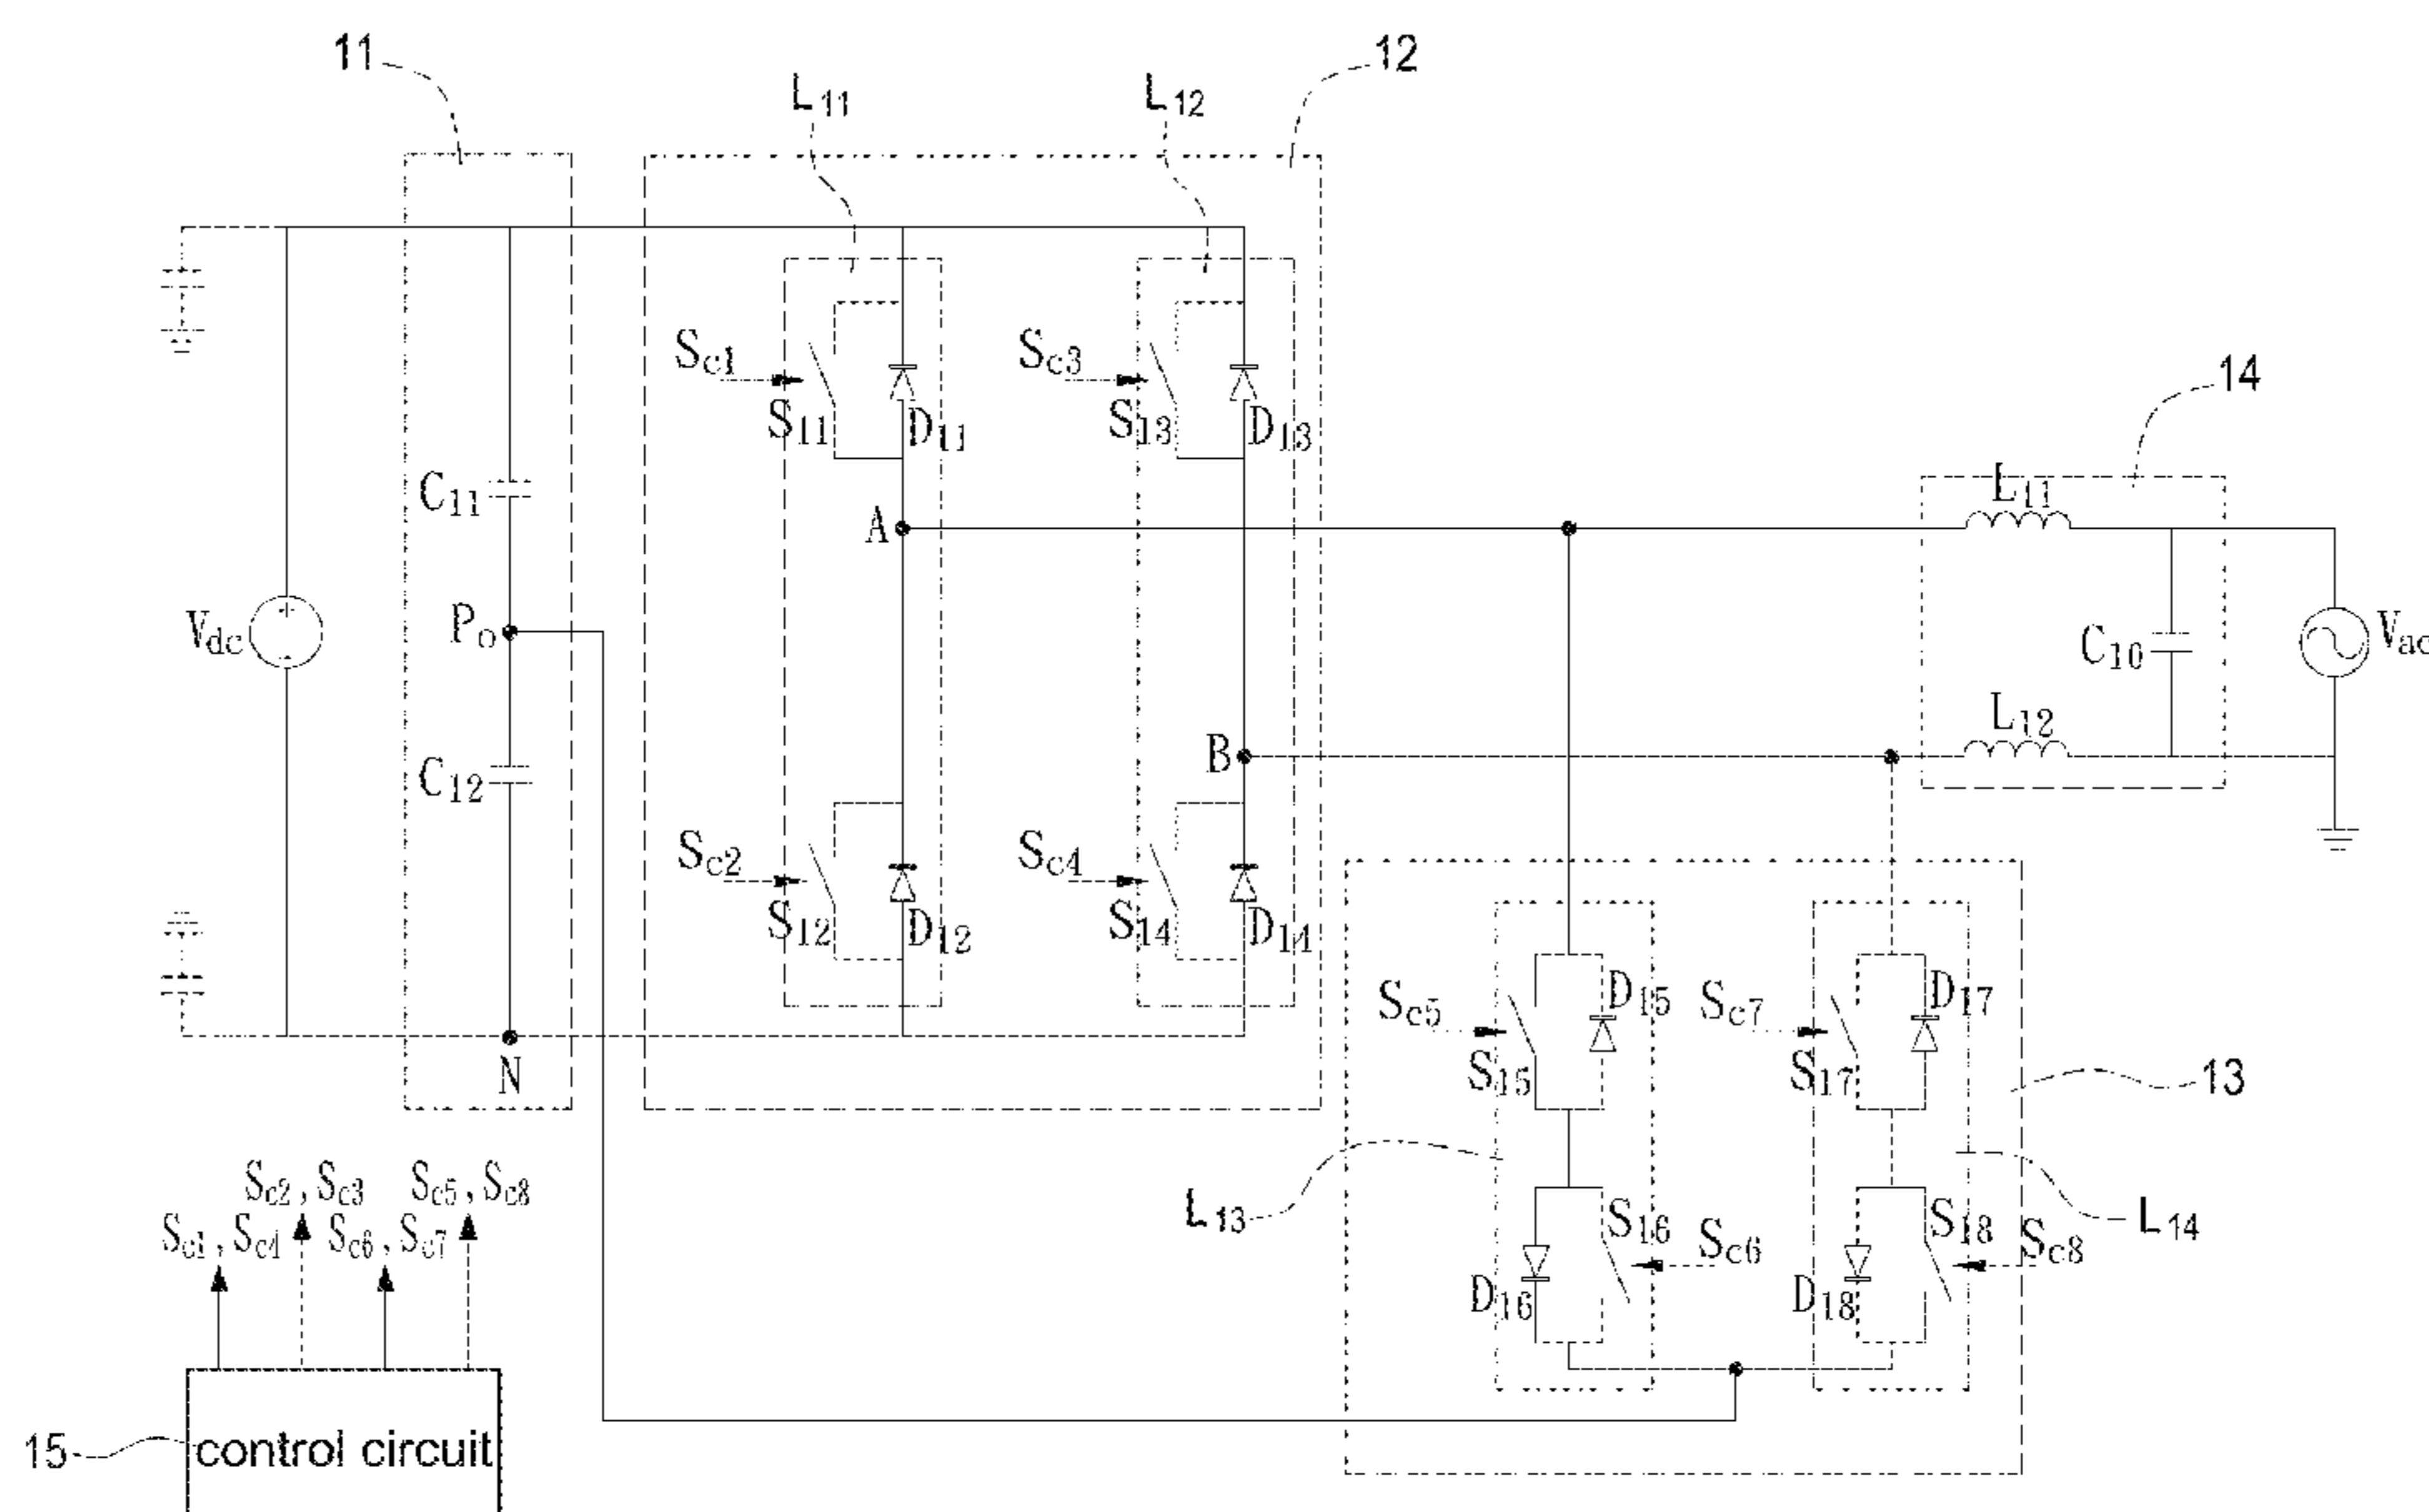 11
12
L11
L12
Sc1
Sc3
14
S11
D11
S13
D13
L11
C11
A
Vdc
Po
C10
Vac
L12
B
C12
Sc2
Sc4
S12
D12
S14
D14
Sc5
D15
Sc7
D17
N
S15
S17
13
Sc2, Sc3
Sc5, Sc8
L13
S16
S18
L14
Sc1, Sc4
Sc6, Sc7
Sc6
Sc8
D16
D18
15
control circuit